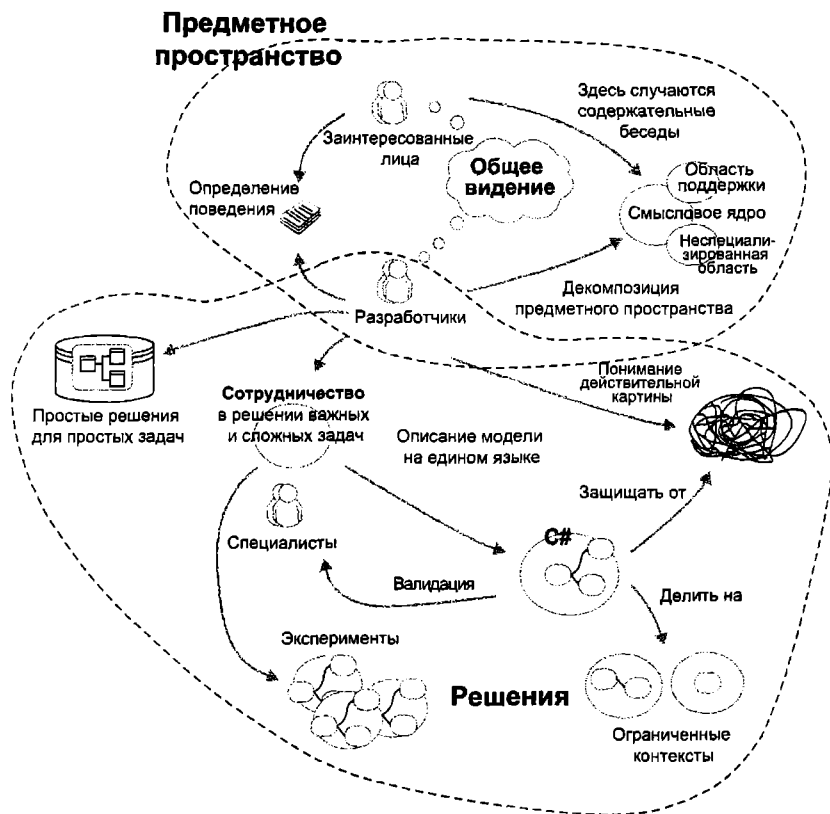 Предметное
пространство
Здесь случаются
содержательные
беседы
Заинтересованные
лица
Общее
видение
Область
поддержки
Определение
поведения
Смысловое ядро
Неспециали-
зированная
область
Декомпозиция
предметного пространства
Разработчики
Понимание
действительной
картины
Простые решения
для простых задач
Сотрудничество
в решении важных
и сложных задач
Описание модели
на едином языке
Защищать от
Специалисты
C#
Валидация
Делить на
Эксперименты
Решения
Ограниченные
контексты